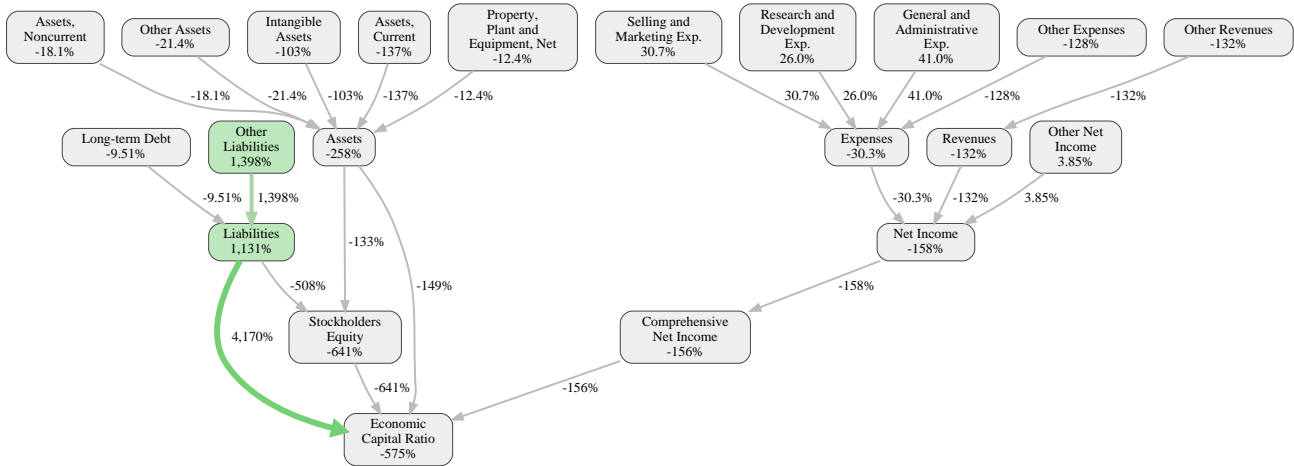 Assets,
Noncurrent
-18.1%
Other Assets
-21.4%
Intangible
Assets
-103%
Assets,
Current
-137%
Property,
Plant and
Equipment, Net
-12.4%
Selling and
Marketing Exp.
30.7%
Research and
Development
Exp.
26.0%
General and
Administrative
Exp.
41.0%
Other Expenses
-128%
Other Revenues
-132%
-18.1%
-21.4%
-103%
-137%
-12.4%
30.7%
26.0%
41.0%
-128%
-132%
Long-term Debt
-9.51%
Other
Liabilities
1,398%
Assets
-258%
Expenses
-30.3%
Revenues
-132%
Other Net
Income
3.85%
-9.51%
1,398%
-30.3%
-132%
3.85%
Liabilities
1,131%
-133%
Net Income
-158%
-508%
-149%
-158%
4,170%
Stockholders
Equity
-641%
Comprehensive
Net Income
-156%
-641%
-156%
Economic
Capital Ratio
-575%